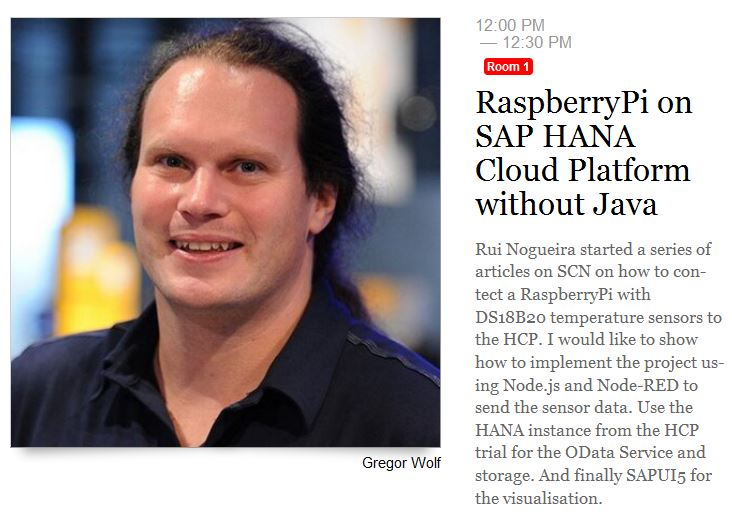 12:00 PM
— 12:30 PM
Room 1
RaspberryPi on
SAP HANA
Cloud Platform
without Java
Rui Nogueira started a series of
articles on SCN on how to con-
tect a RaspberryPi with
DS18B20 temperature sensors to
the HCP. I would like to show
how to implement the project us-
ing Node.js and Node-RED to
send the sensor data. Use the
HANA instance from the HCP
trial for the OData Service and
storage. And finally SAPUI5 for
the visualisation.
Gregor Wolf